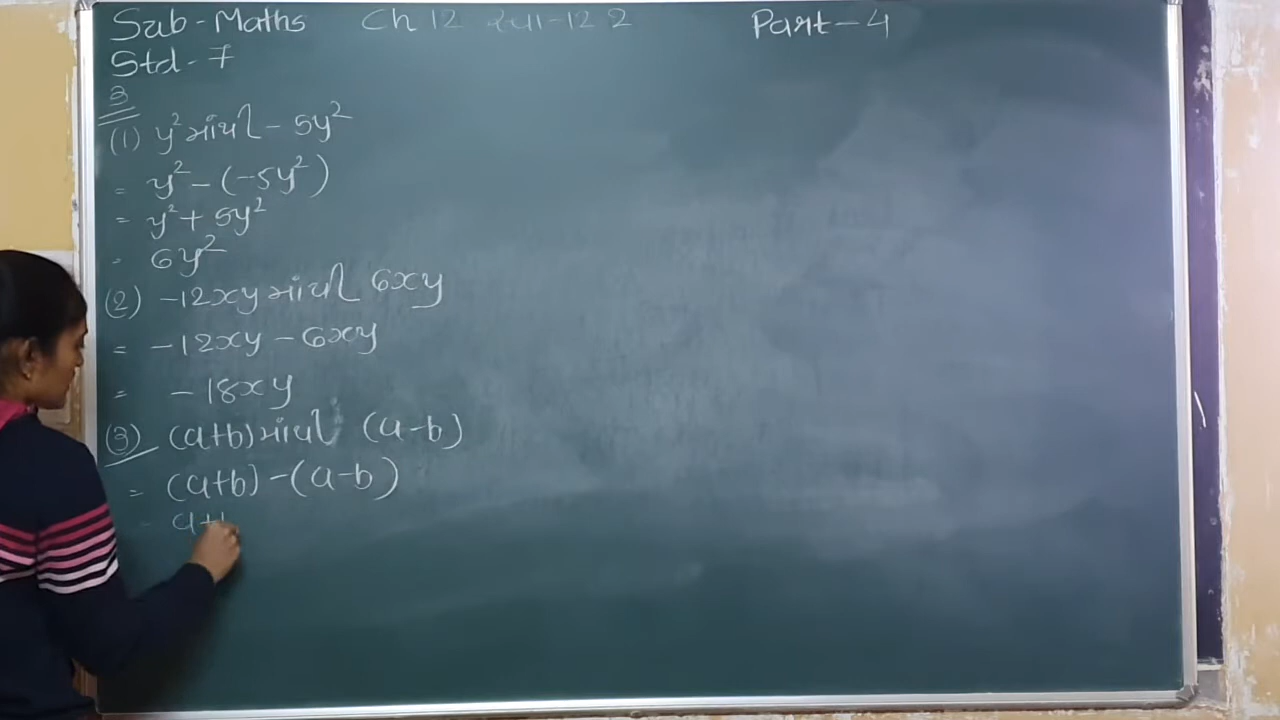 Sub-Maths Ch 12 સ્વા-12 2 Part-4
Std-7
3
(1) y² માંથી - 5y²
= y² - (-5y²)
= y² + 5y²
= 6y²
(2) -12xy માંથી 6xy
= -12xy - 6xy
= -18xy
(3) (a+b) માંથી (a-b)
= (a+b) - (a-b)
= a+